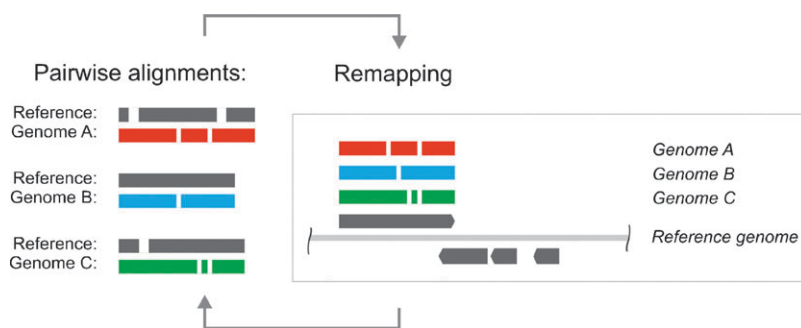 Pairwise alignments:
Remapping
Reference:
Genome A:
Reference:
Genome B:
Reference:
Genome C:
Genome A
Genome B
Genome C
Reference genome